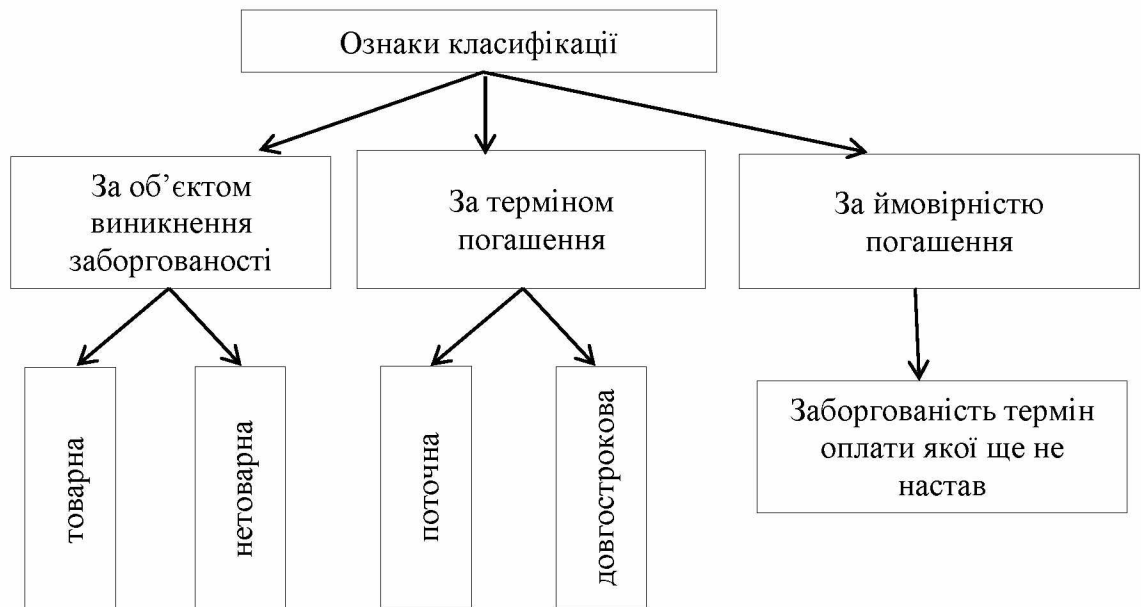 Ознаки класифікації
За об’єктом
виникнення
заборгованості
За терміном
погашення
За ймовірністю
погашення
товарна
нетоварна
поточна
довгострокова
Заборгованість термін
оплати якої ще не
настав